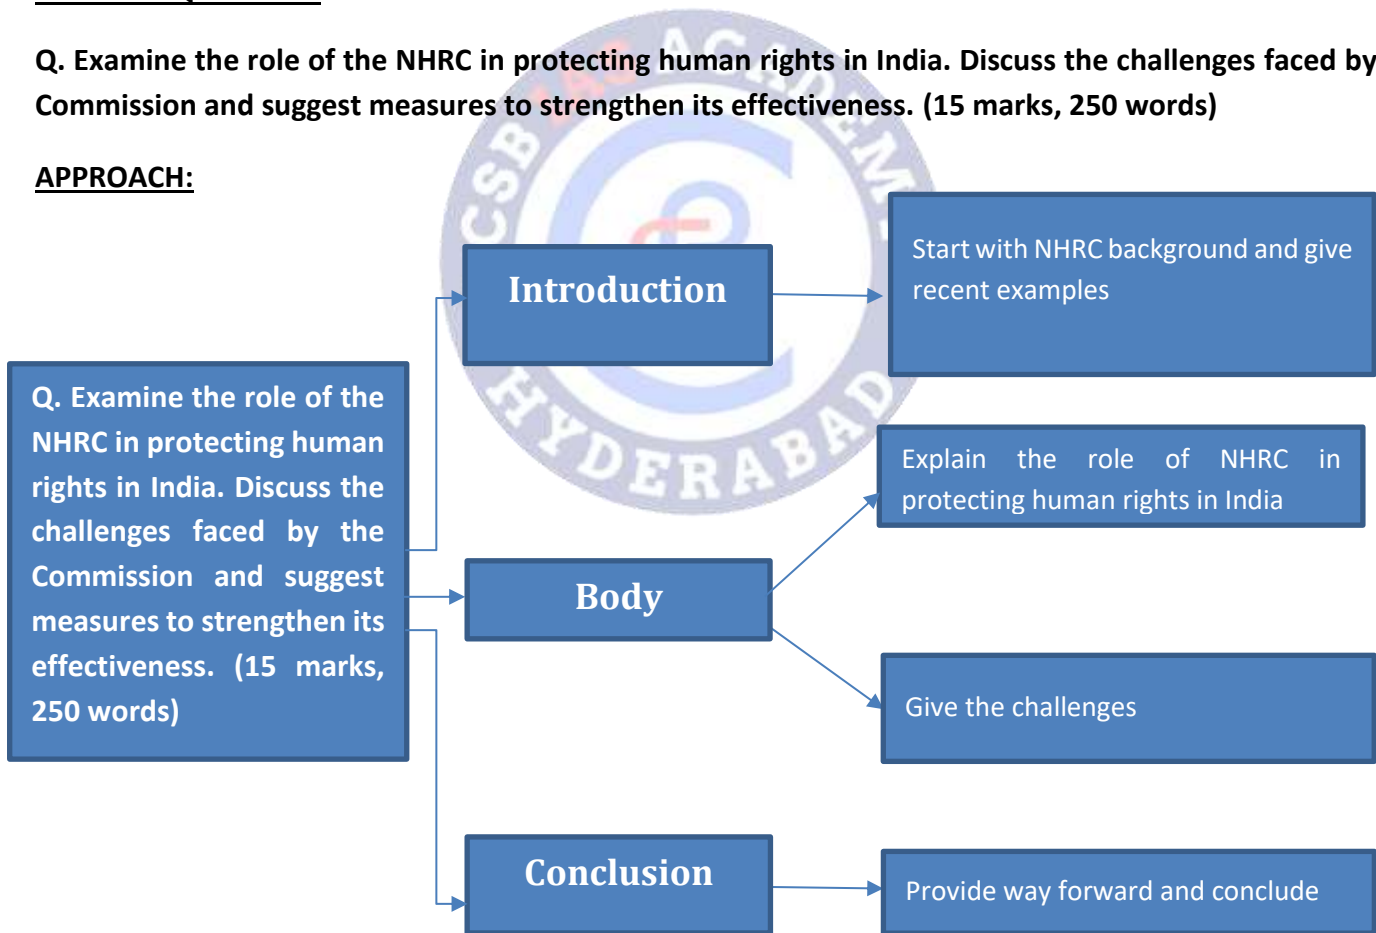 Q. Examine the role of the NHRC in protecting human rights in India. Discuss the challenges faced by
Commission and suggest measures to strengthen its effectiveness. (15 marks, 250 words)
APPROACH:
CSB IAS ACADEMY
HYDERABAD
Introduction
Start with NHRC background and give
recent examples
Q. Examine the role of the
NHRC in protecting human
rights in India. Discuss the
challenges faced by the
Commission and suggest
measures to strengthen its
effectiveness. (15 marks,
250 words)
Body
Explain the role of NHRC in
protecting human rights in India
Give the challenges
Conclusion
Provide way forward and conclude